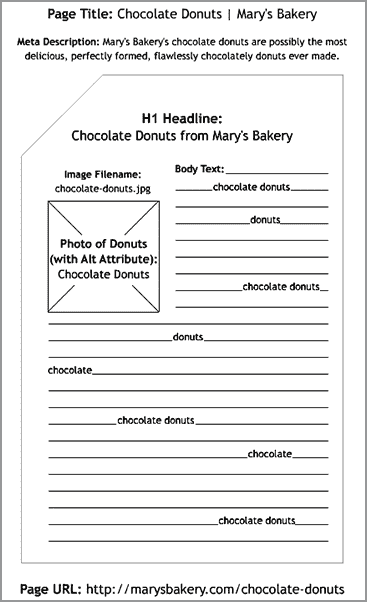 Page Title: Chocolate Donuts | Mary's Bakery
Meta Description: Mary's Bakery's chocolate donuts are possibly the most
delicious, perfectly formed, flawlessly chocolately donuts ever made.
H1 Headline:
Chocolate Donuts from Mary's Bakery
Image Filename:
chocolate-donuts.jpg
Photo of Donuts
(with Alt Attribute):
Chocolate Donuts
Body Text:
chocolate donuts
donuts
chocolate donuts
donuts
chocolate
chocolate donuts
chocolate
chocolate donuts
Page URL: http://marysbakery.com/chocolate-donuts